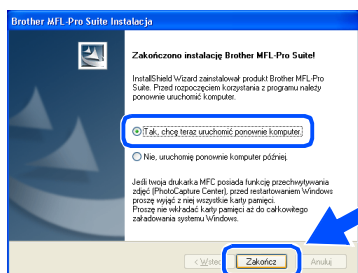 Brother MFL-Pro Suite Instalacja
Zakończono instalację Brother MFL-Pro Suite!
InstallShield Wizard zainstalował produkt Brother MFL-Pro
Suite. Przed rozpoczęciem korzystania z programu należy
ponownie uruchomić komputer.
Tak, chcę teraz uruchomić ponownie komputer.
Nie, uruchomię ponownie komputer później.
Jeśli twoja drukarka MFC posiada funkcję przechwytywania
zdjęć (PhotoCapture Center), przed restartowaniem Windows
proszę wyjąć z niej wszystkie karty pamięci.
Proszę nie wkładać karty pamięci aż do całkowitego
załadowania systemu Windows.
< Wstecz Zakończ Anuluj